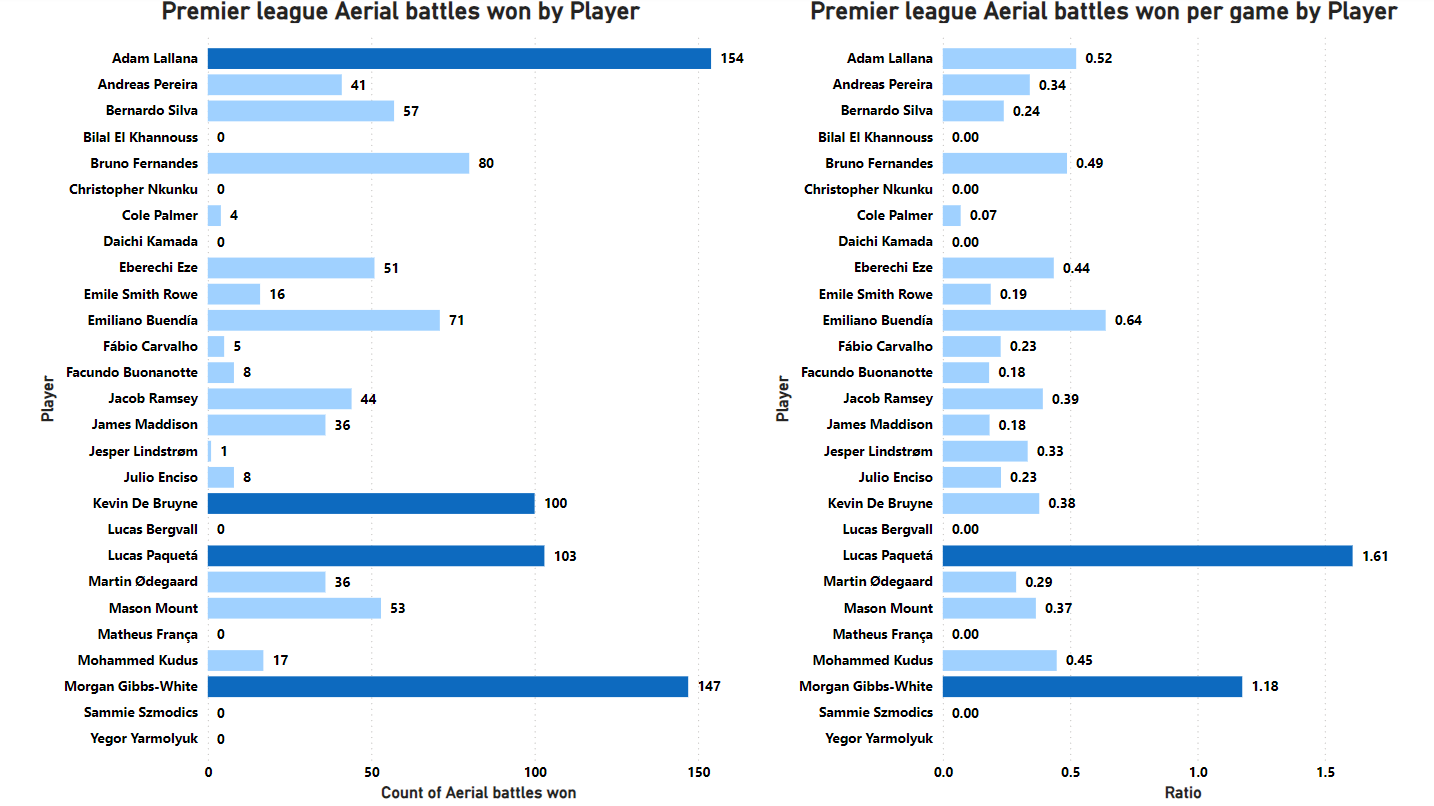 Premier league Aerial battles won by Player
Adam Lallana 154
Andreas Pereira 41
Bernardo Silva 57
Bilal El Khannouss 0
Bruno Fernandes 80
Christopher Nkunku 0
Cole Palmer 4
Daichi Kamada 0
Eberechi Eze 51
Emile Smith Rowe 16
Emiliano Buendía 71
Fábio Carvalho 5
Facundo Buonanotte 8
Jacob Ramsey 44
James Maddison 36
Jesper Lindstrøm 1
Julio Enciso 8
Kevin De Bruyne 100
Lucas Bergvall 0
Lucas Paquetá 103
Martin Ødegaard 36
Mason Mount 53
Matheus França 0
Mohammed Kudus 17
Morgan Gibbs-White 147
Sammie Szmodics 0
Yegor Yarmolyuk 0
Player
0 50 100 150
Count of Aerial battles won
Premier league Aerial battles won per game by Player
Adam Lallana 0.52
Andreas Pereira 0.34
Bernardo Silva 0.24
Bilal El Khannouss 0.00
Bruno Fernandes 0.49
Christopher Nkunku 0.00
Cole Palmer 0.07
Daichi Kamada 0.00
Eberechi Eze 0.44
Emile Smith Rowe 0.19
Emiliano Buendía 0.64
Fábio Carvalho 0.23
Facundo Buonanotte 0.18
Jacob Ramsey 0.39
James Maddison 0.18
Jesper Lindstrøm 0.33
Julio Enciso 0.23
Kevin De Bruyne 0.38
Lucas Bergvall 0.00
Lucas Paquetá 1.61
Martin Ødegaard 0.29
Mason Mount 0.37
Matheus França 0.00
Mohammed Kudus 0.45
Morgan Gibbs-White 1.18
Sammie Szmodics 0.00
Yegor Yarmolyuk
Player
0.0 0.5 1.0 1.5
Ratio